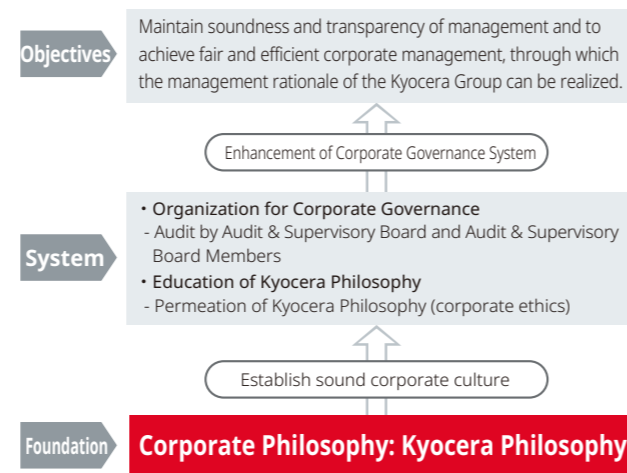 Objectives
Maintain soundness and transparency of management and to
achieve fair and efficient corporate management, through which
the management rationale of the Kyocera Group can be realized.
Enhancement of Corporate Governance System
System
・Organization for Corporate Governance
- Audit by Audit & Supervisory Board and Audit & Supervisory
Board Members
・Education of Kyocera Philosophy
- Permeation of Kyocera Philosophy (corporate ethics)
Establish sound corporate culture
Foundation
Corporate Philosophy: Kyocera Philosophy